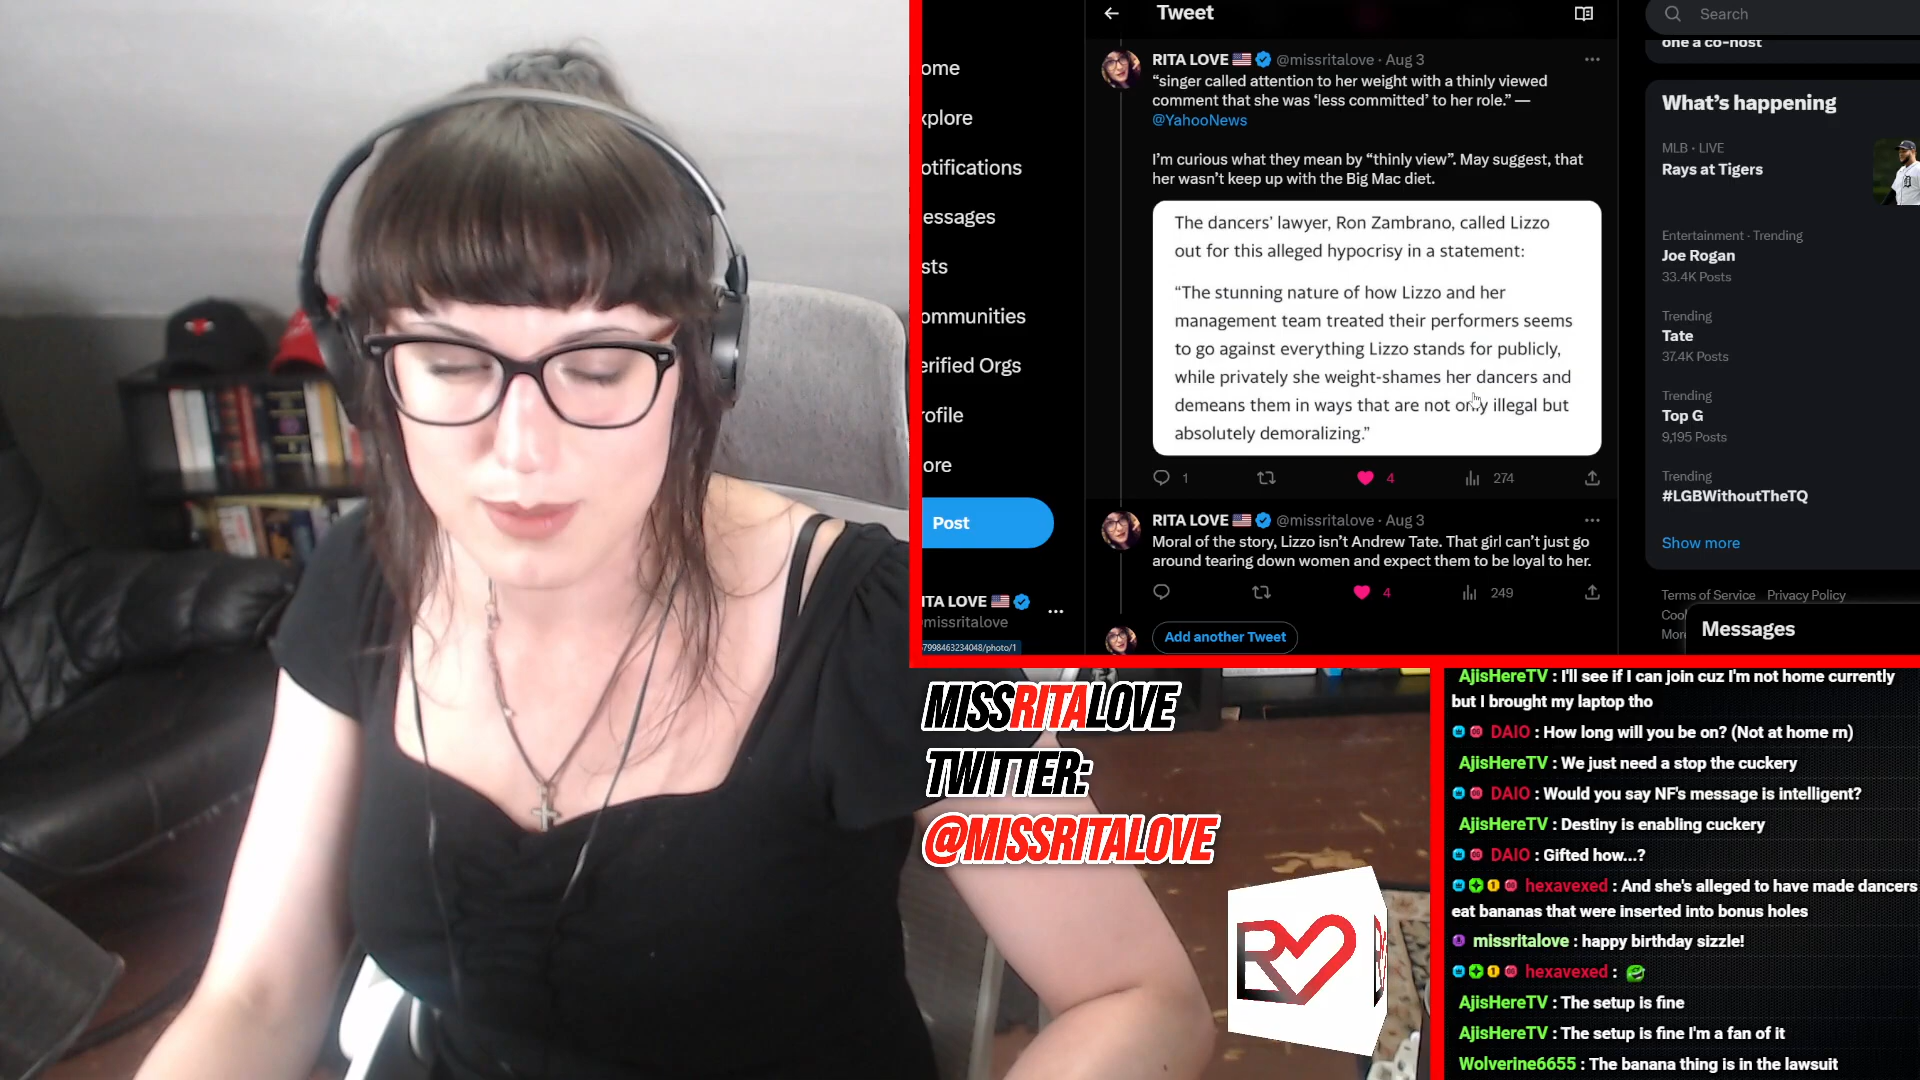 ome
xplore
otifications
essages
sts
ommunities
erified Orgs
rofile
ore
Post
ITA LOVE
missritalove
7998463234048/photo/1
Tweet
RITA LOVE @missritalove · Aug 3
“singer called attention to her weight with a thinly viewed
comment that she was ‘less committed’ to her role.” —
@YahooNews
I’m curious what they mean by “thinly view”. May suggest, that
her wasn’t keep up with the Big Mac diet.
The dancers' lawyer, Ron Zambrano, called Lizzo
out for this alleged hypocrisy in a statement:
“The stunning nature of how Lizzo and her
management team treated their performers seems
to go against everything Lizzo stands for publicly,
while privately she weight-shames her dancers and
demeans them in ways that are not only illegal but
absolutely demoralizing.”
1 4 274
RITA LOVE @missritalove · Aug 3
Moral of the story, Lizzo isn’t Andrew Tate. That girl can’t just go
around tearing down women and expect them to be loyal to her.
4 249
Add another Tweet
Search
one a co-host
What’s happening
MLB · LIVE
Rays at Tigers
Entertainment · Trending
Joe Rogan
33.4K Posts
Trending
Tate
37.4K Posts
Trending
Top G
9,195 Posts
Trending
#LGBWithoutTheTQ
Show more
Terms of Service Privacy Policy
Messages
MISSRITALOVE
TWITTER:
@MISSRITALOVE
R
AjisHereTV : I'll see if I can join cuz I'm not home currently
but I brought my laptop tho
DAIO : How long will you be on? (Not at home rn)
AjisHereTV : We just need a stop the cuckery
DAIO : Would you say NF's message is intelligent?
AjisHereTV : Destiny is enabling cuckery
DAIO : Gifted how...?
hexavexed : And she's alleged to have made dancers
eat bananas that were inserted into bonus holes
missritalove : happy birthday sizzle!
hexavexed :
AjisHereTV : The setup is fine
AjisHereTV : The setup is fine I'm a fan of it
Wolverine6655 : The banana thing is in the lawsuit